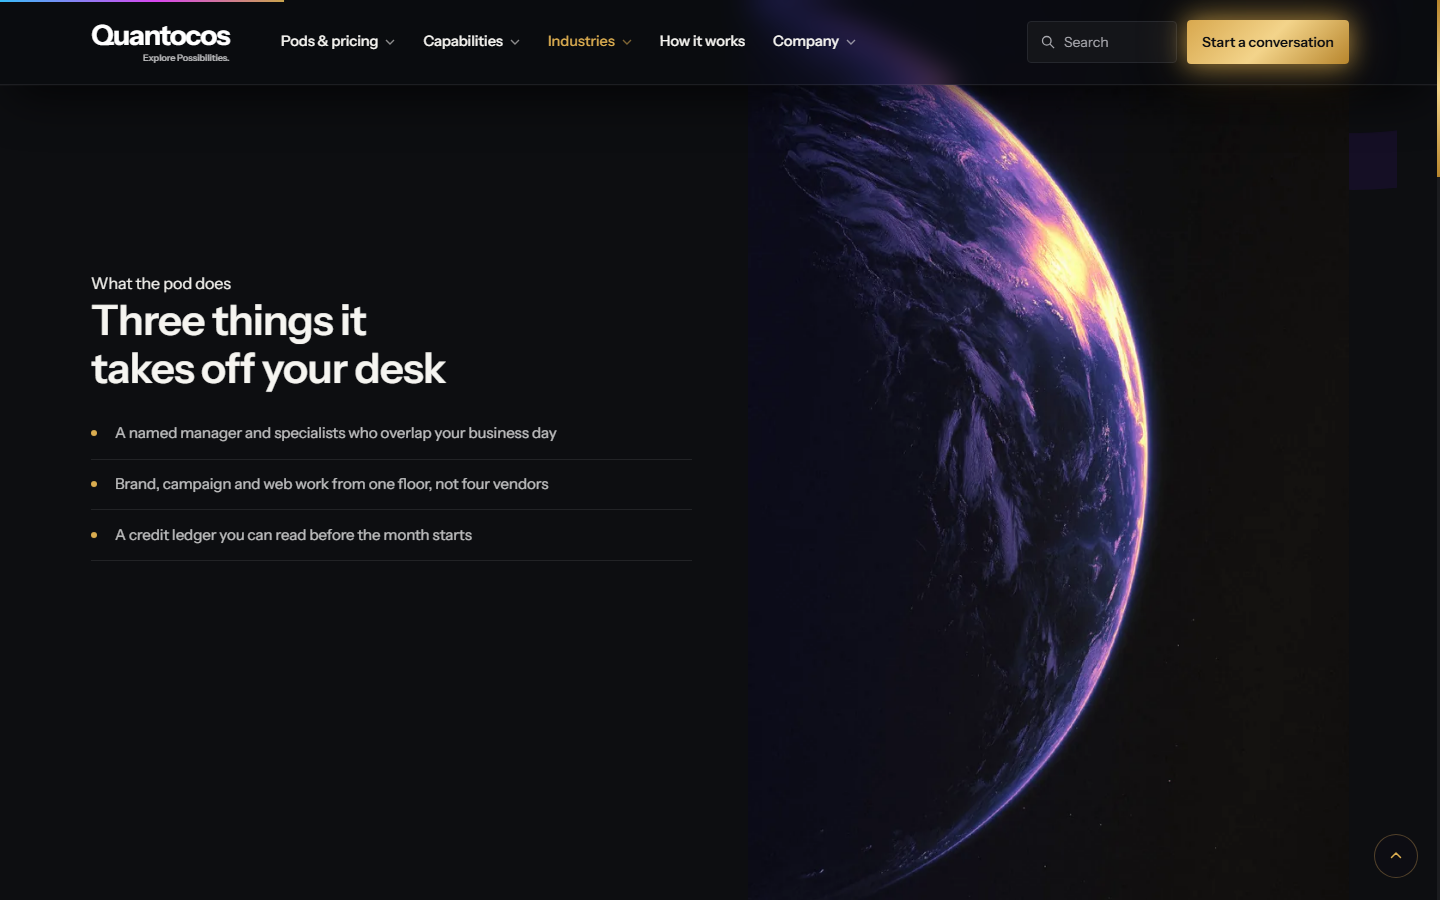 Quantocos
Explore Possibilities.
Pods & pricing
Capabilities
Industries
How it works
Company
Search
Start a conversation
What the pod does
Three things it
takes off your desk
A named manager and specialists who overlap your business day
Brand, campaign and web work from one floor, not four vendors
A credit ledger you can read before the month starts